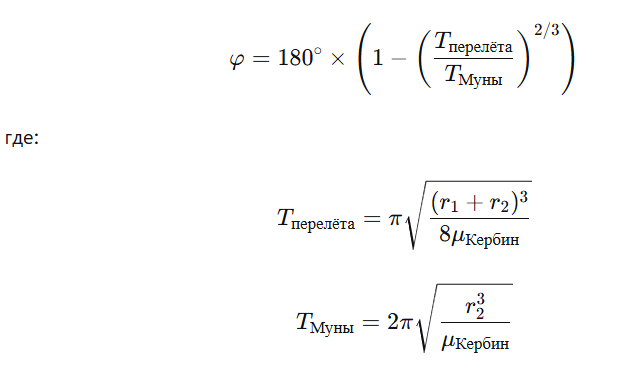 φ = 180° × (1 − (T_перелёта / T_Муны)^{2/3})
где:
T_перелёта = π√((r₁ + r₂)³ / 8μ_Кербин)
T_Муны = 2π√(r₂³ / μ_Кербин)